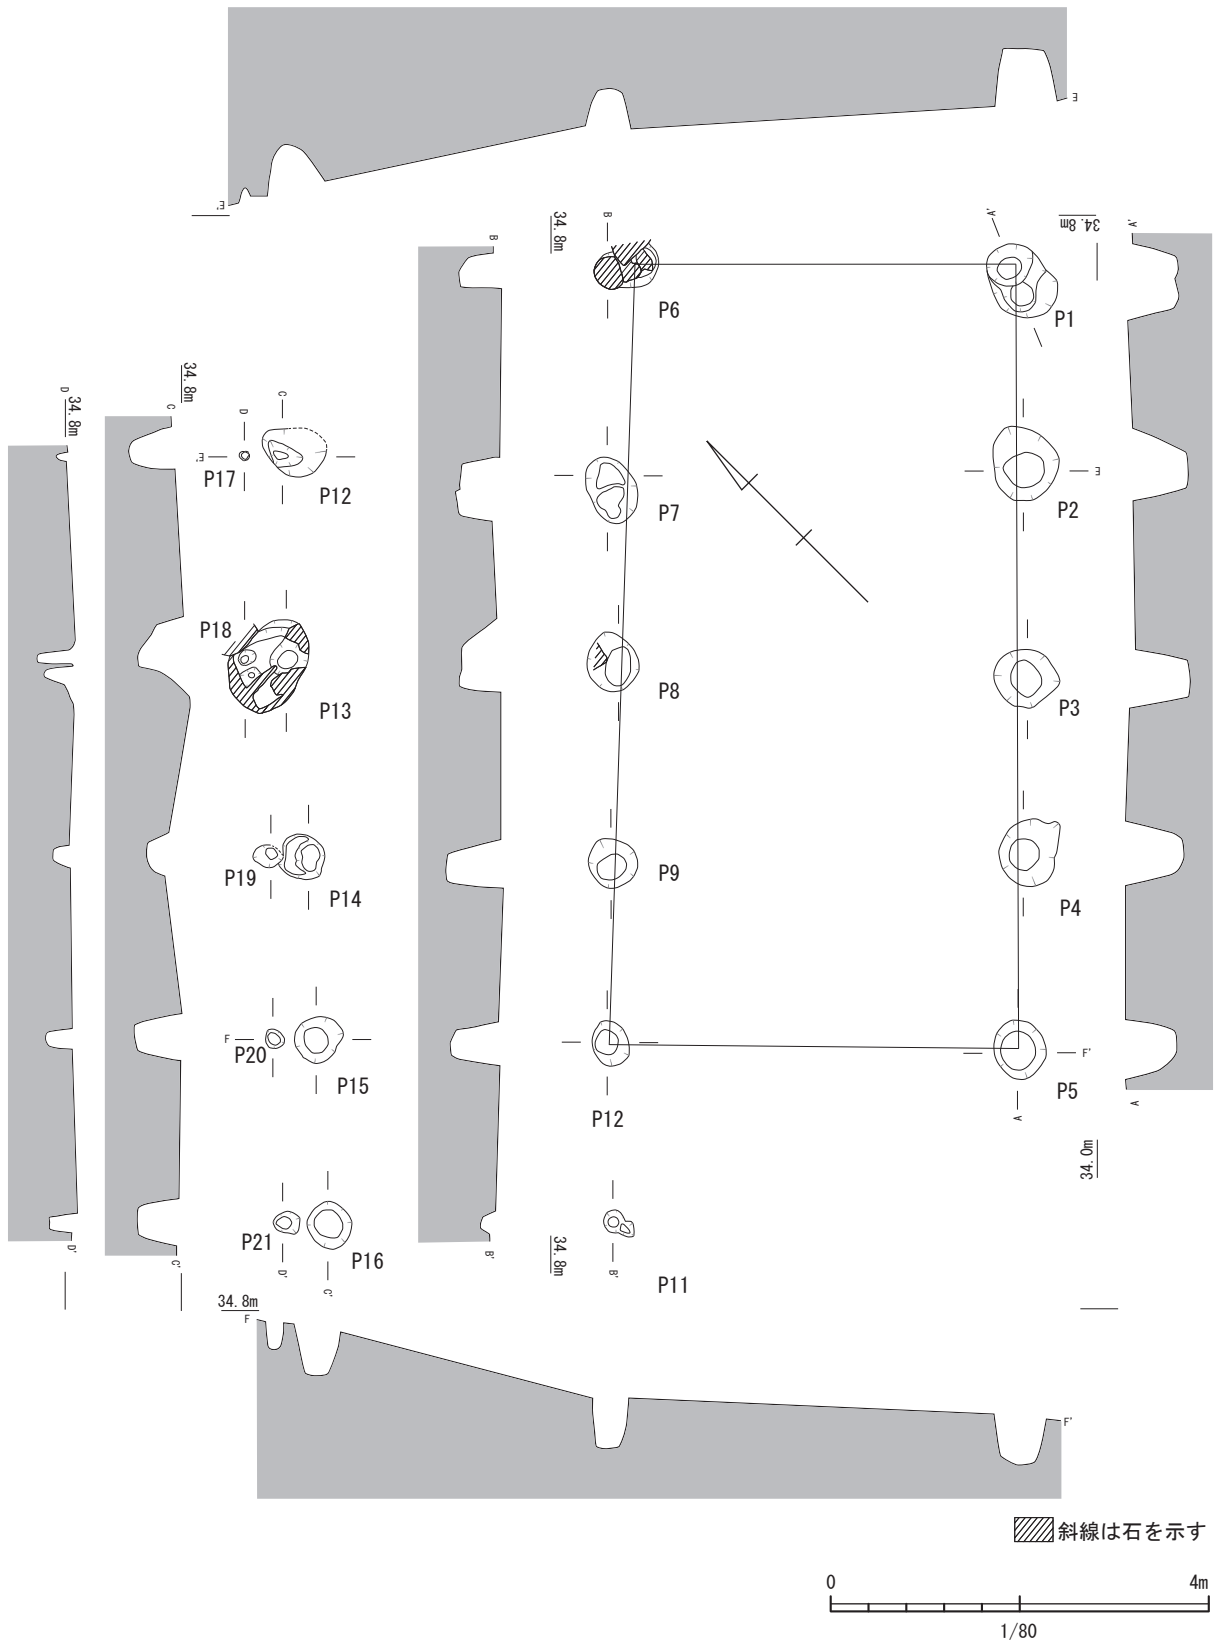 E
E'
34.8m
B
A'
34.8m
A'
B
P6
P1
34.8m
D
34.8m
C
C
D
E'
P17
P12
P7
E
P2
P18
P13
P8
P3
P19
P14
P9
P4
F
P20
P15
P12
F'
P5
A
A
34.0m
P21
P16
D'
C'
D'
C'
B'
34.8m
B'
P11
34.8m
F
F'
斜線は石を示す
0
4m
1/80